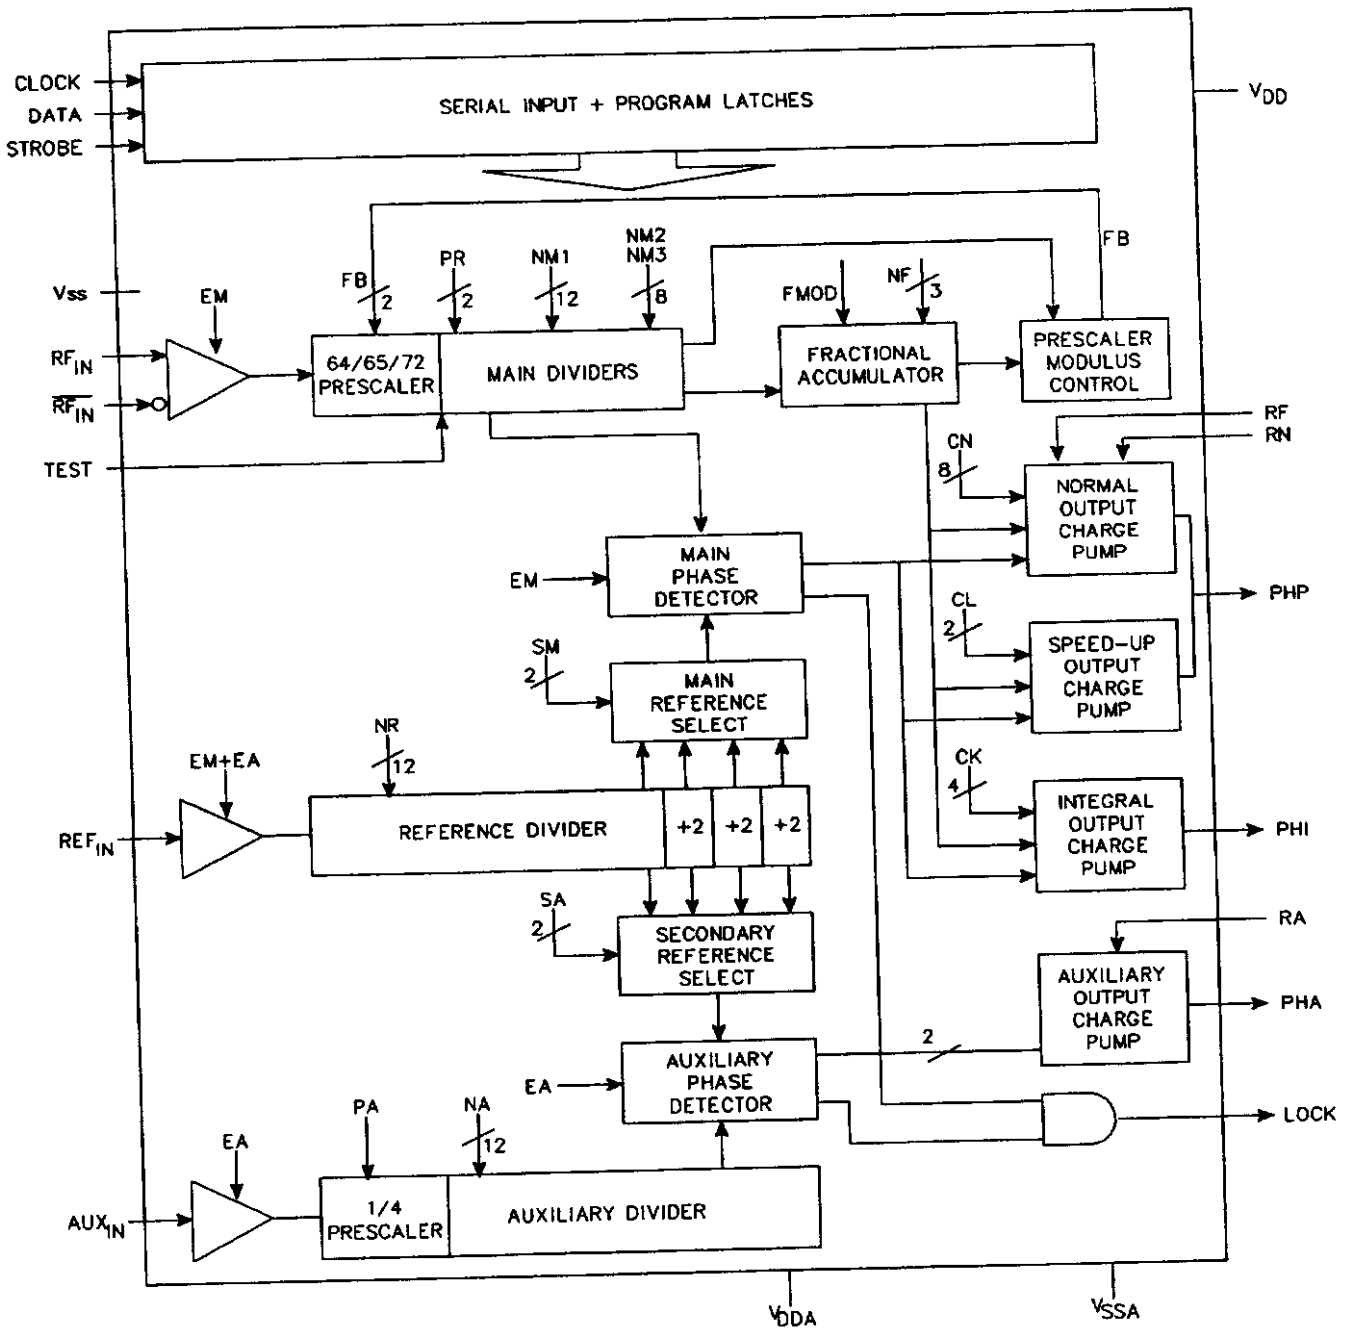 CLOCK
DATA
STROBE
SERIAL INPUT + PROGRAM LATCHES
VDD
Vss
EM
FB
2
PR
2
NM1
12
NM2
NM3
8
FMOD
NF
3
FB
RFIN
RFIN
64/65/72
PRESCALER
MAIN DIVIDERS
FRACTIONAL
ACCUMULATOR
PRESCALER
MODULUS
CONTROL
TEST
RF
RN
CN
8
NORMAL
OUTPUT
CHARGE
PUMP
MAIN
PHASE
DETECTOR
EM
PHP
CL
2
SPEED-UP
OUTPUT
CHARGE
PUMP
SM
2
MAIN
REFERENCE
SELECT
NR
12
EM+EA
REFIN
REFERENCE DIVIDER
+2
+2
+2
CK
4
INTEGRAL
OUTPUT
CHARGE
PUMP
PHI
SA
2
SECONDARY
REFERENCE
SELECT
RA
AUXILIARY
OUTPUT
CHARGE
PUMP
PHA
2
EA
AUXILIARY
PHASE
DETECTOR
LOCK
PA
NA
12
EA
AUXIN
1/4
PRESCALER
AUXILIARY DIVIDER
VDDA
VSSA